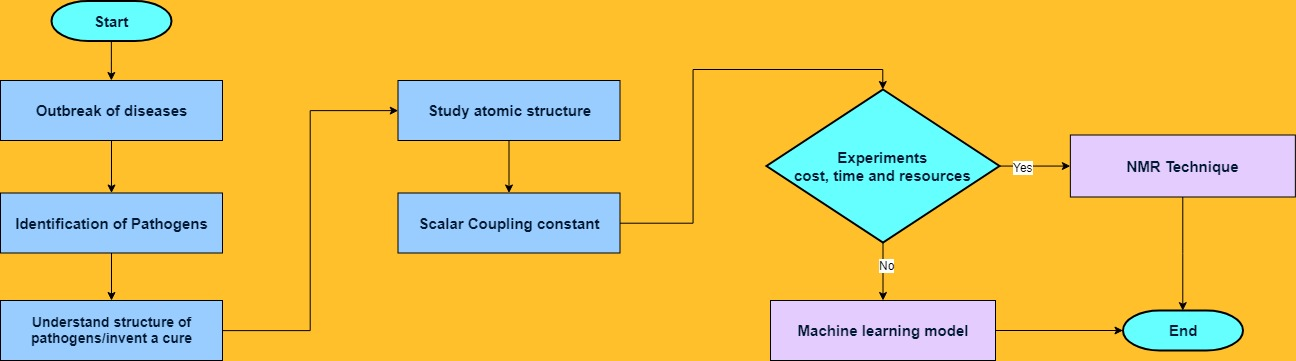 Start
Outbreak of diseases
Identification of Pathogens
Understand structure of
pathogens/invent a cure
Study atomic structure
Scalar Coupling constant
Experiments
cost, time and resources
Yes
NMR Technique
No
Machine learning model
End